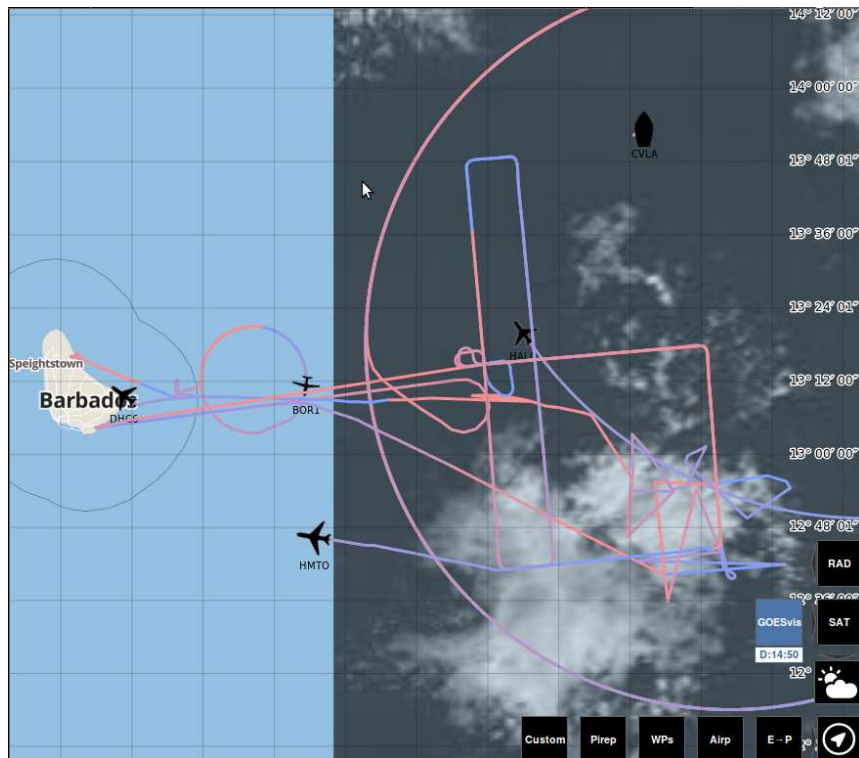 14° 12′ 00″
14° 00′ 00″
CVLA
13° 48′ 01″
13° 36′ 00″
13° 24′ 01″
Speightstown
13° 12′ 00″
Barbados
BOR1
13° 00′ 00″
12° 48′ 01″
HMTO
RAD
GOESvis
SAT
D:14:50
12°
Custom
Pirep
WPs
Airp
E→P